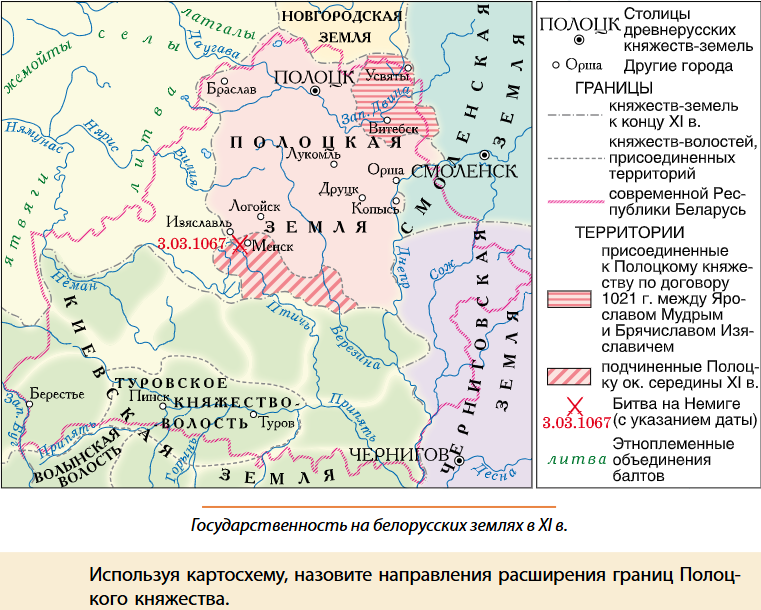 НОВГОРОДСКАЯ
ЗЕМЛЯ
латгалы
селы
жемойты
Даугава
Браслав
ПОЛОЦК
Усвяты
Зап. Двина
Витебск
СМОЛЕНСКАЯ
ЗЕМЛЯ
Нямунас
Нярис
литва
Вилия
ятвяги
ПОЛОЦКАЯ
Лукомль
Орша
СМОЛЕНСК
Друцк
Копысь
Логойск
ЗЕМЛЯ
Изяславль
3.03.1067
Менск
Днепр
Сож
Нёман
Птичь
Березина
КИЕВСКАЯ
ЗЕМЛЯ
ЧЕРНИГОВСКАЯ
ЗЕМЛЯ
Берестье
ТУРОВСКОЕ
КНЯЖЕСТВО-
ВОЛОСТЬ
Пинск
Туров
Припять
Зап. Буг
Припять
Горынь
ВОЛЫНСКАЯ
ВОЛОСТЬ
ЧЕРНИГОВ
Десна
ПОЛОЦК Столицы
древнерусских
княжеств-земель
Орша Другие города
ГРАНИЦЫ
княжеств-земель
к концу XI в.
княжеств-волостей,
присоединенных
территорий
современной Рес-
публики Беларусь
ТЕРРИТОРИИ
присоединенные
к Полоцкому княже-
ству по договору
1021 г. между Яро-
славом Мудрым
и Брячиславом Изя-
славичем
подчиненные Полоц-
ку ок. середины XI в.
Битва на Немиге
3.03.1067 (с указанием даты)
литва Этноплеменные
объединения
балтов
Государственность на белорусских землях в XI в.
Используя картосхему, назовите направления расширения границ Полоц-
кого княжества.